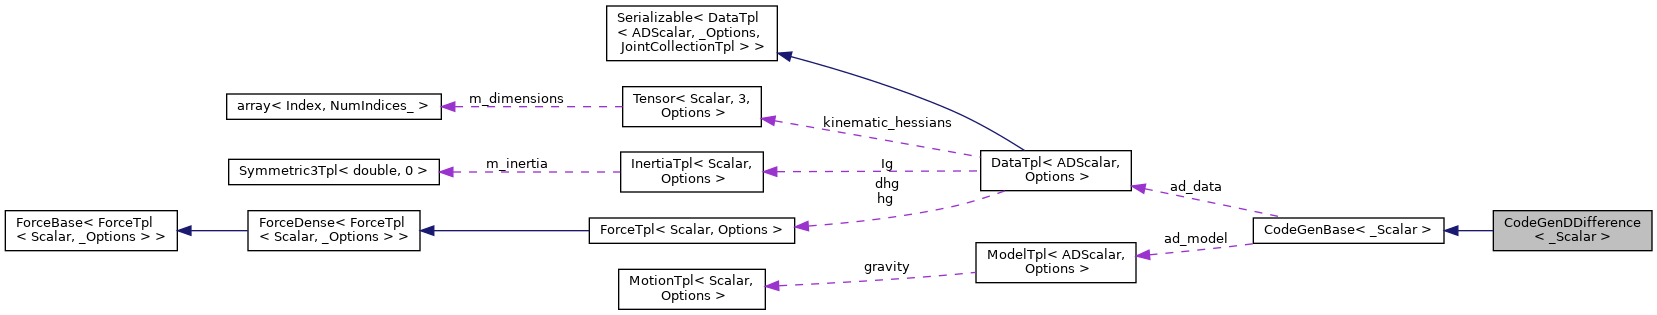 Serializable< DataTpl
< ADScalar, _Options,
JointCollectionTpl > >
array< Index, NumIndices_ >
m_dimensions
Tensor< Scalar, 3,
Options >
kinematic_hessians
Symmetric3Tpl< double, 0 >
m_inertia
InertiaTpl< Scalar,
Options >
Ig
DataTpl< ADScalar,
Options >
dhg
hg
ad_data
ForceBase< ForceTpl
< Scalar, _Options > >
ForceDense< ForceTpl
< Scalar, _Options > >
ForceTpl< Scalar, Options >
CodeGenBase< _Scalar >
CodeGenDDifference
< _Scalar >
ad_model
ModelTpl< ADScalar,
Options >
gravity
MotionTpl< Scalar,
Options >